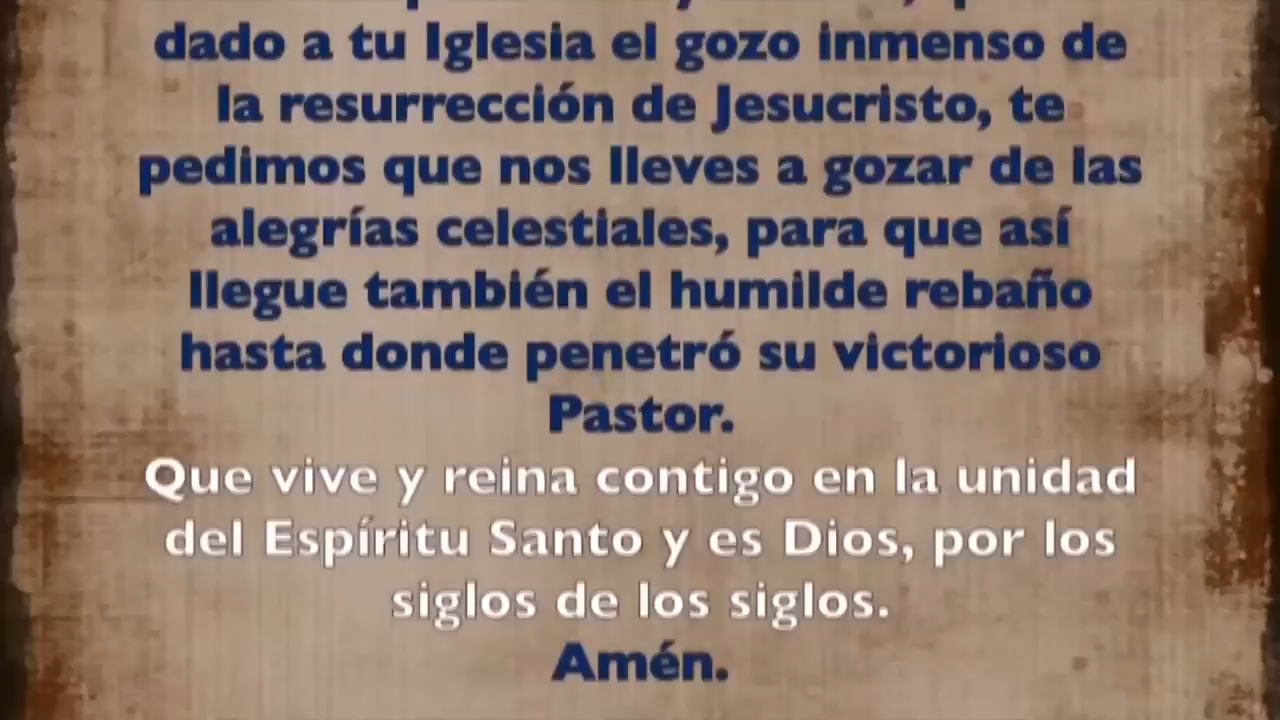 dado a tu Iglesia el gozo inmenso de
la resurrección de Jesucristo, te
pedimos que nos lleves a gozar de las
alegrías celestiales, para que así
llegue también el humilde rebaño
hasta donde penetró su victorioso
Pastor.
Que vive y reina contigo en la unidad
del Espíritu Santo y es Dios, por los
siglos de los siglos.
Amén.